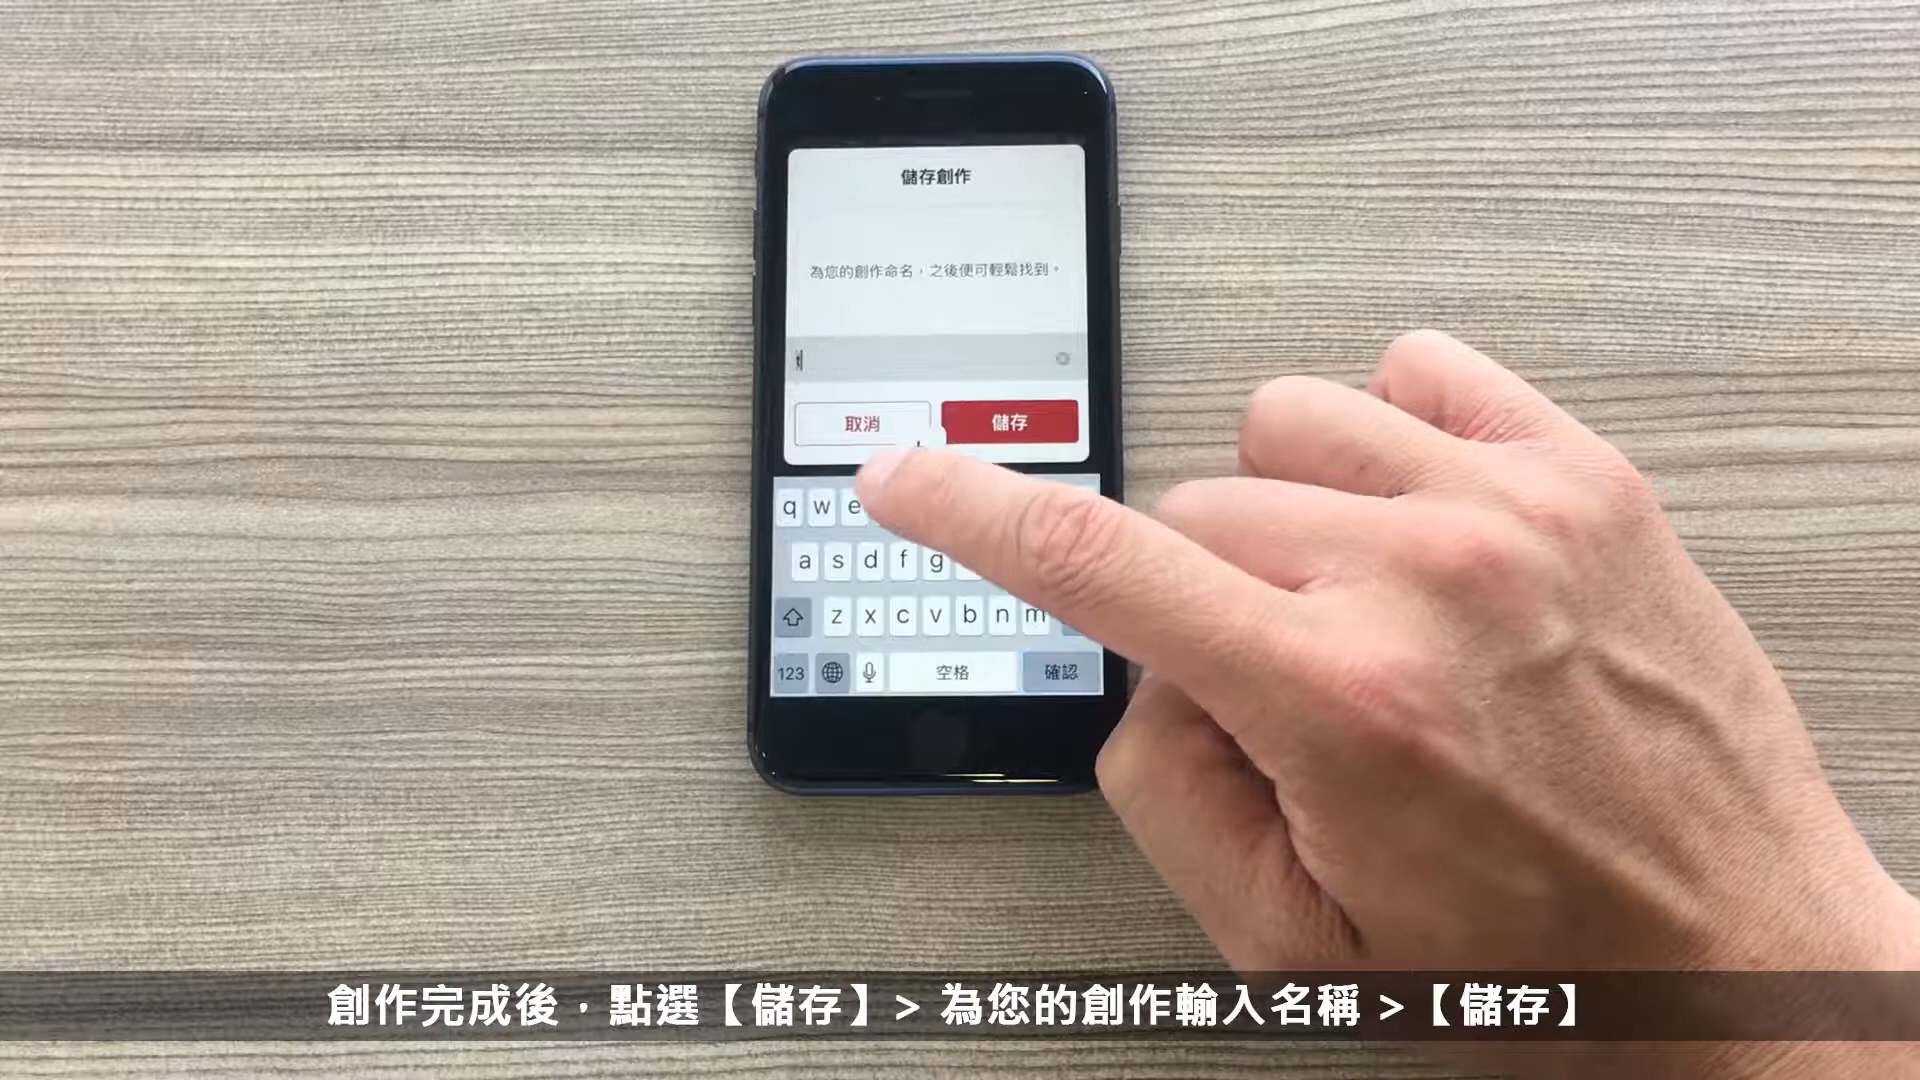 儲存創作
為您的創作命名，之後便可輕鬆找到。
取消
儲存
q w e
a s d f g
z x c v b n m
123 空格 確認
創作完成後，點選【儲存】> 為您的創作輸入名稱 >【儲存】